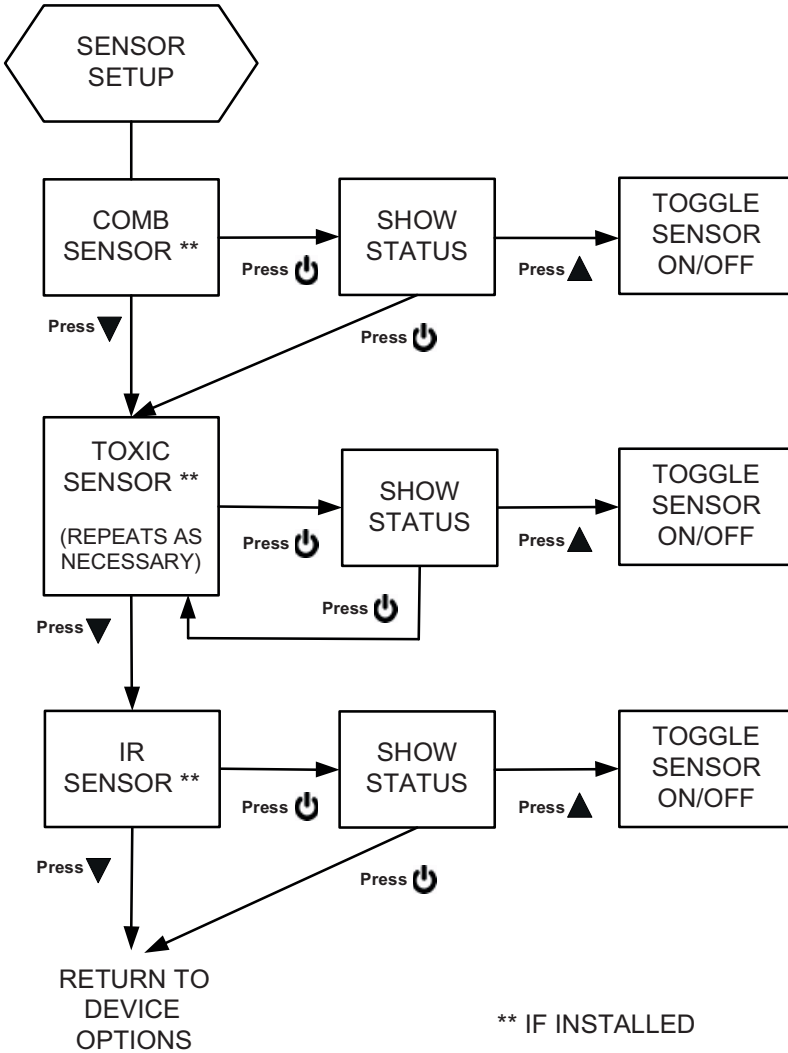 SENSOR
SETUP
COMB
SENSOR **
Press
SHOW
STATUS
Press
TOGGLE
SENSOR
ON/OFF
Press
Press
TOXIC
SENSOR **
(REPEATS AS
NECESSARY)
Press
SHOW
STATUS
Press
TOGGLE
SENSOR
ON/OFF
Press
Press
IR
SENSOR **
Press
SHOW
STATUS
Press
TOGGLE
SENSOR
ON/OFF
Press
Press
RETURN TO
DEVICE
OPTIONS
** IF INSTALLED